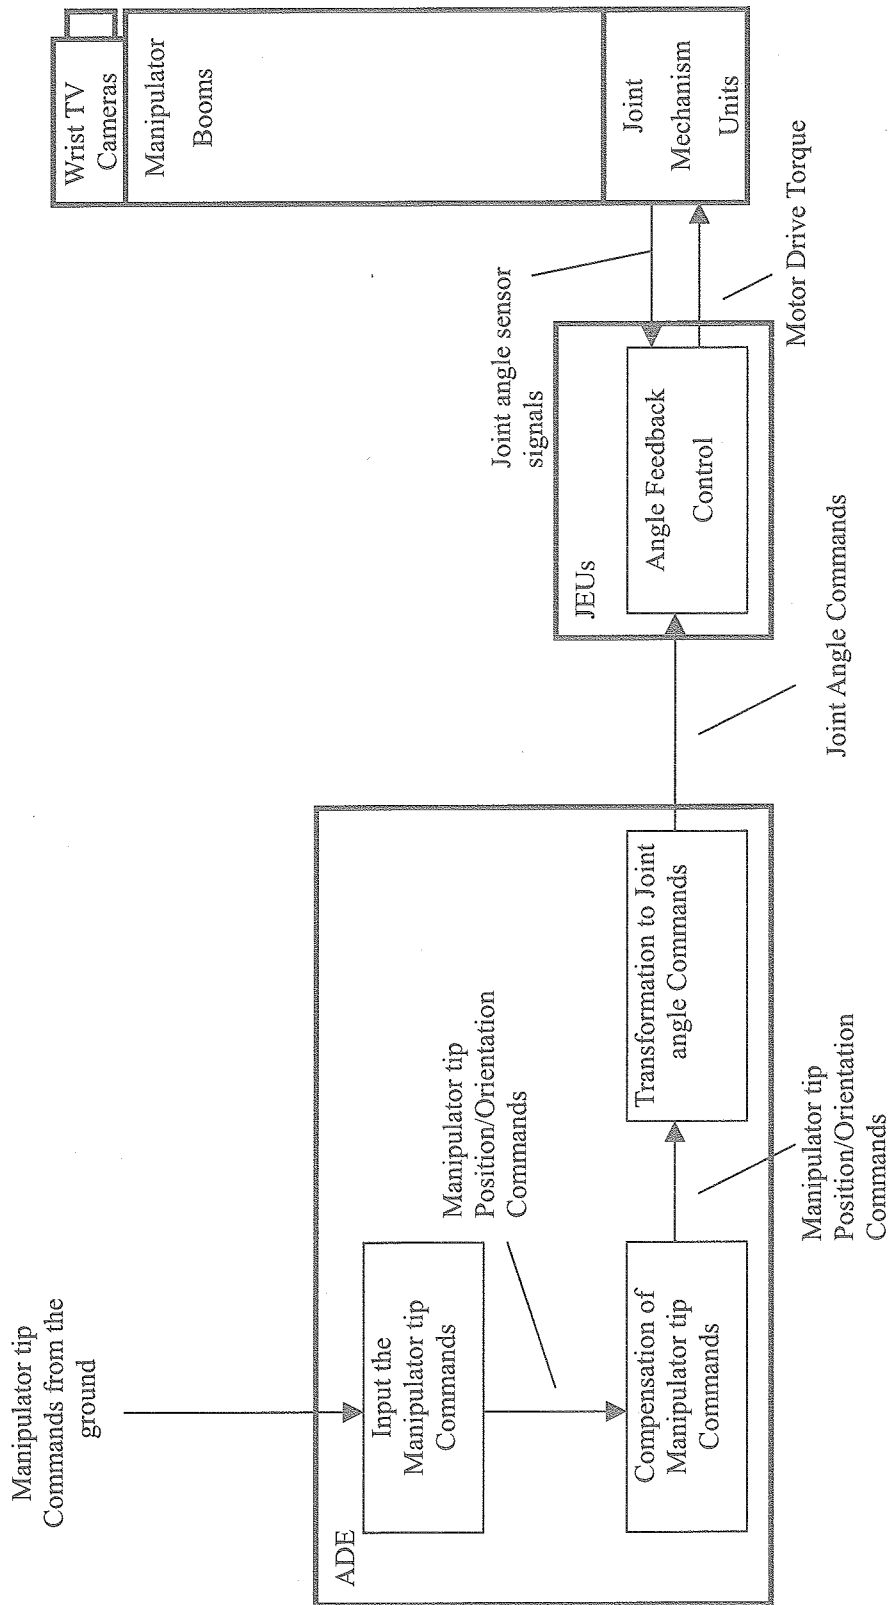 Manipulator tip
Commands from the
ground
ADE
Input the
Manipulator tip
Commands
Manipulator tip
Position/Orientation
Commands
Compensation of
Manipulator tip
Commands
Manipulator tip
Position/Orientation
Commands
Transformation to Joint
angle Commands
Joint Angle Commands
JEUs
Angle Feedback
Control
Joint angle sensor
signals
Motor Drive Torque
Wrist TV
Cameras
Manipulator
Booms
Joint
Mechanism
Units